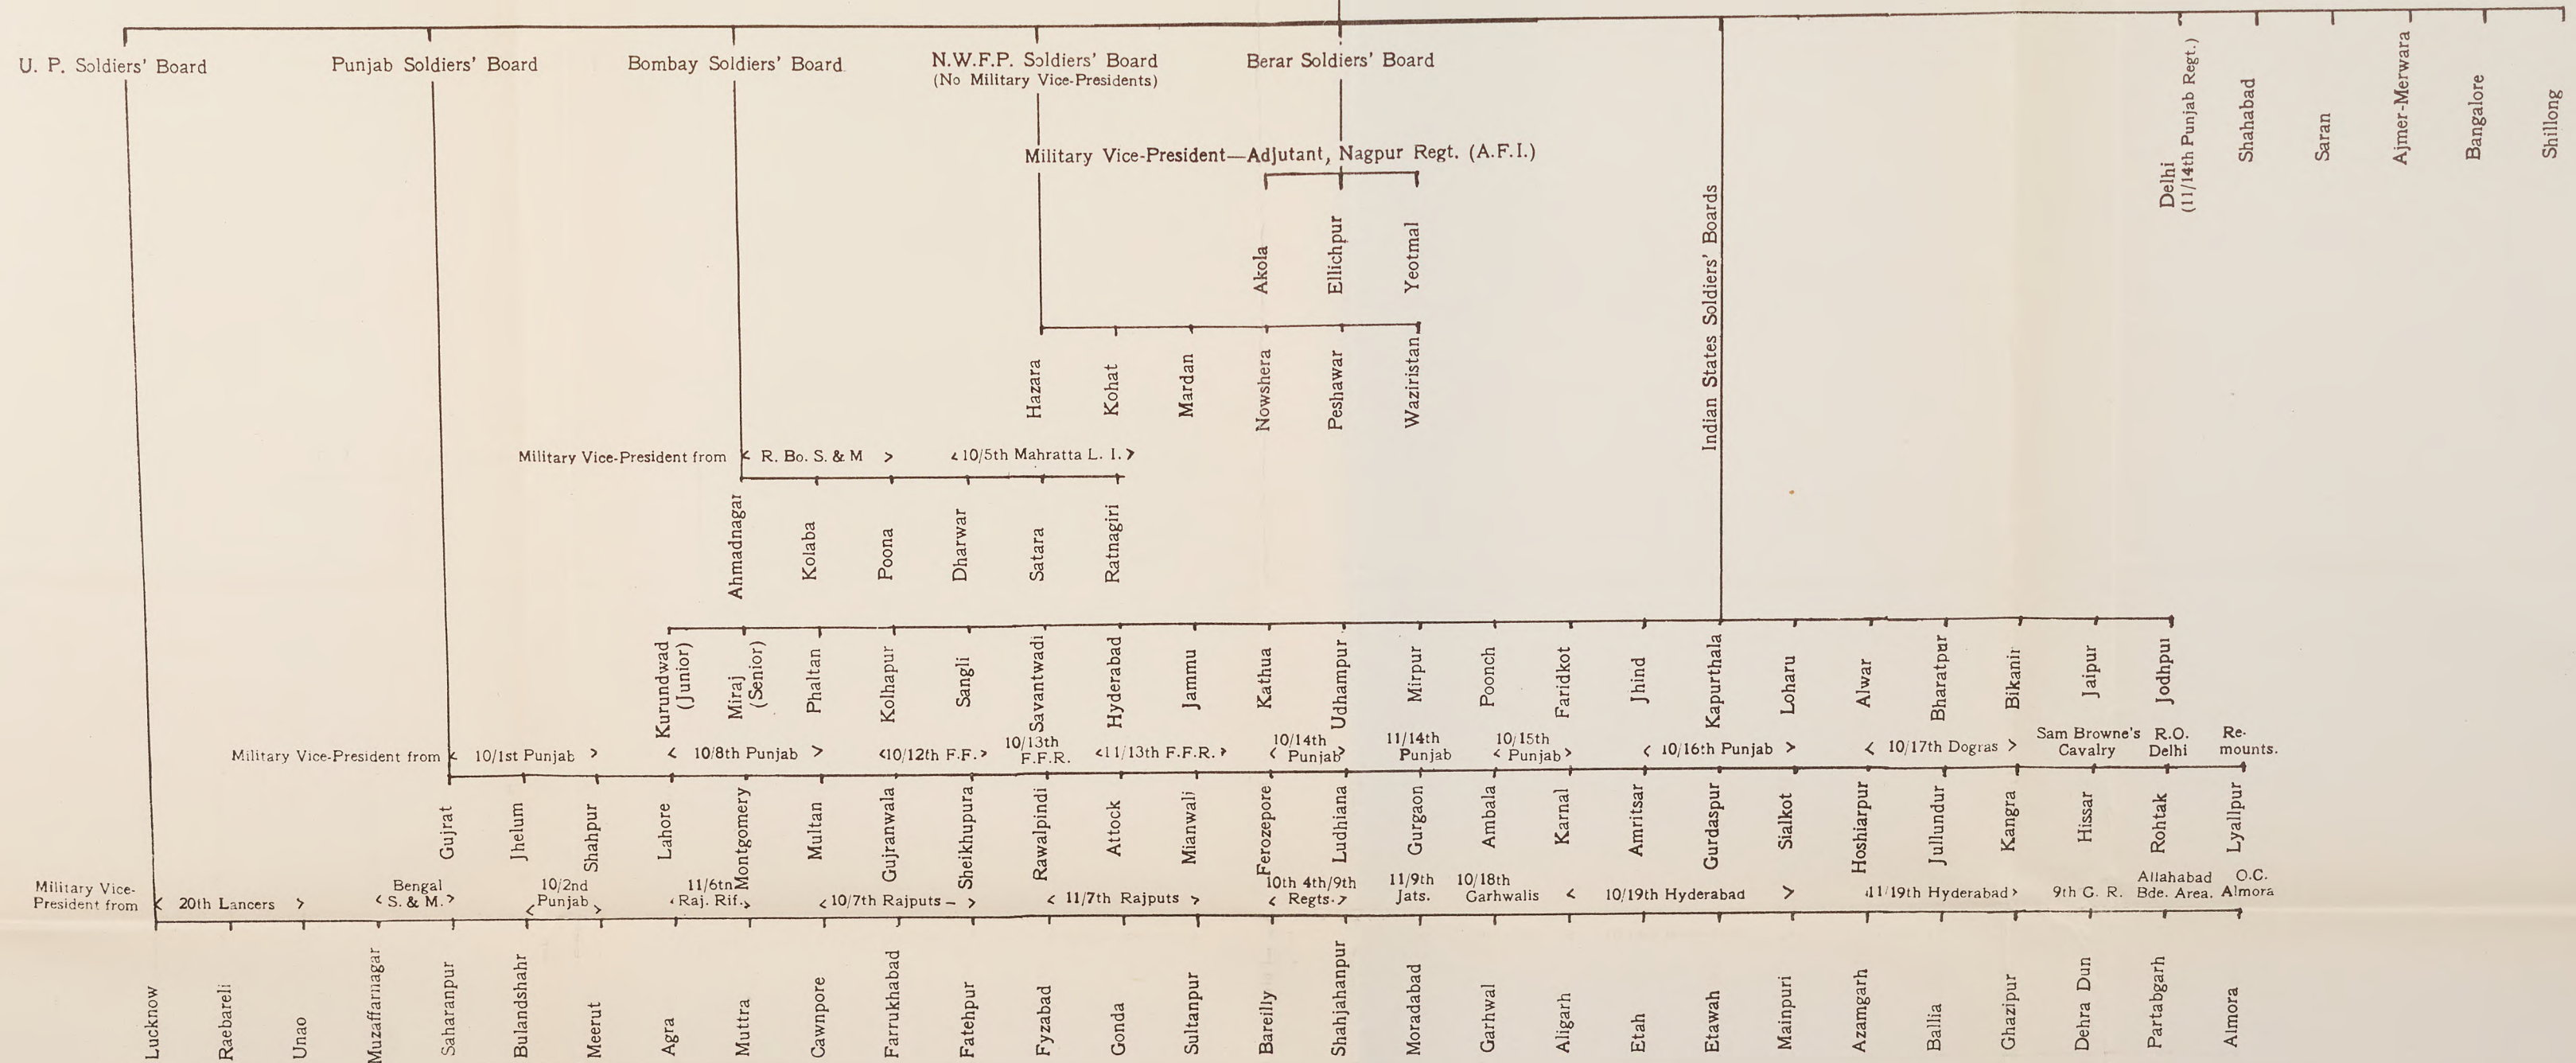 U. P. Soldiers' Board
Punjab Soldiers' Board
Bombay Soldiers' Board
N.W.F.P. Soldiers' Board
(No Military Vice-Presidents)
Berar Soldiers' Board
Indian States Soldiers' Boards
Delhi
(11/14th Punjab Regt.)
Shahabad
Saran
Ajmer-Merwara
Bangalore
Shillong
Military Vice-President—Adjutant, Nagpur Regt. (A.F.I.)
Akola
Ellichpur
Yeotmal
Hazara
Kohat
Mardan
Nowshera
Peshawar
Waziristan
Military Vice-President from < R. Bo. S. & M > < 10/5th Mahratta L. I. >
Ahmadnagar
Kolaba
Poona
Dharwar
Satara
Ratnagiri
Kurundwad
(Junior)
Miraj
(Senior)
Phaltan
Kolhapur
Sangli
Savantwadi
Hyderabad
Jammu
Kathua
Udhampur
Mirpur
Poonch
Faridkot
Jhind
Kapurthala
Loharu
Alwar
Bharatpur
Bikanir
Jaipur
Jodhpur
Military Vice-President from < 10/1st Punjab >
< 10/8th Punjab >
<10/12th F.F.>
10/13th
F.F.R.
<11/13th F.F.R.>
10/14th
< Punjab>
11/14th
Punjab
10/15th
< Punjab>
< 10/16th Punjab >
< 10/17th Dogras >
Sam Browne's
Cavalry
R.O.
Delhi
Re-
mounts.
Gujrat
Jhelum
Shahpur
Lahore
Montgomery
Multan
Gujranwala
Sheikhupura
Rawalpindi
Attock
Mianwali
Ferozepore
Ludhiana
Gurgaon
Ambala
Karnal
Amritsar
Gurdaspur
Sialkot
Hoshiarpur
Jullundur
Kangra
Hissar
Rohtak
Lyallpur
Military Vice-
President from
< 20th Lancers >
Bengal
< S. & M. >
10/2nd
< Punjab >
11/6tn
< Raj. Rif. >
< 10/7th Rajputs – >
< 11/7th Rajputs >
10th 4th/9th
< Regts. >
11/9th
Jats.
10/18th
Garhwalis
< 10/19th Hyderabad >
<11/19th Hyderabad>
9th G. R.
Allahabad
Bde. Area.
O.C.
Almora
Lucknow
Raebareli
Unao
Muzaffarnagar
Saharanpur
Bulandshahr
Meerut
Agra
Muttra
Cawnpore
Farrukhabad
Fatehpur
Fyzabad
Gonda
Sultanpur
Bareilly
Shahjahanpur
Moradabad
Garhwal
Aligarh
Etah
Etawah
Mainpuri
Azamgarh
Ballia
Ghazipur
Dehra Dun
Partabgarh
Almora